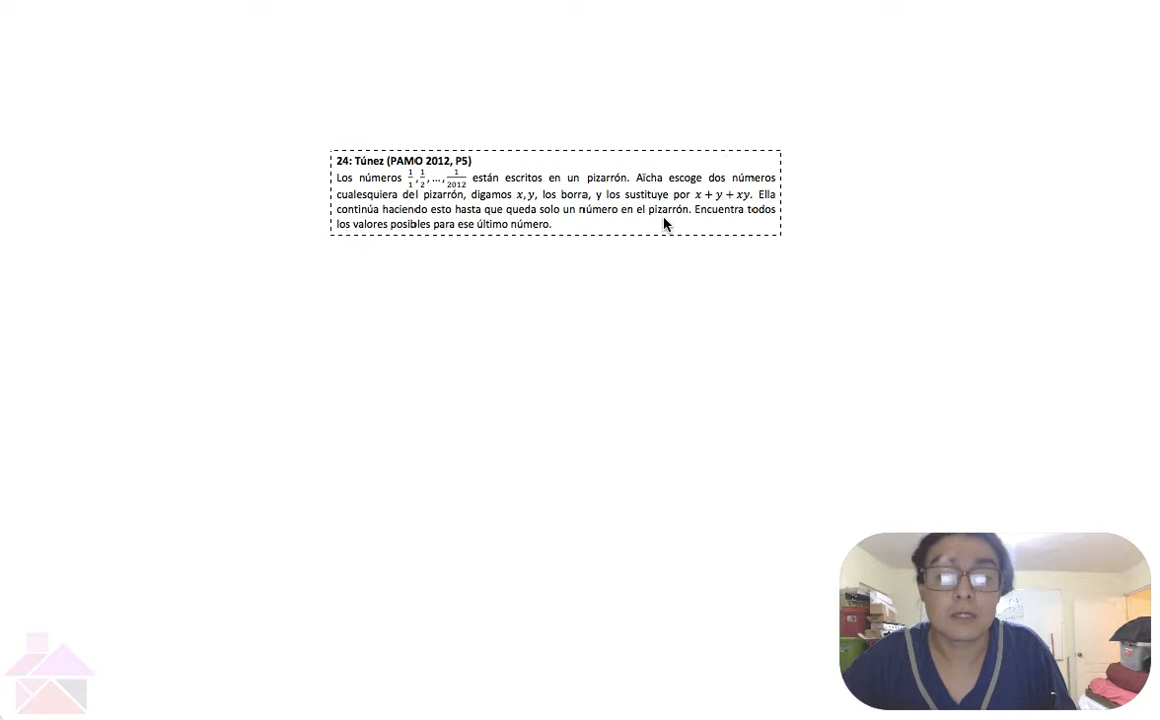 24: Túnez (PAMO 2012, P5)
Los números 1/1, 1/2, ..., 1/2012 están escritos en un pizarrón. Aïcha escoge dos números
cualesquiera del pizarrón, digamos x, y, los borra, y los sustituye por x + y + xy. Ella
continúa haciendo esto hasta que queda solo un número en el pizarrón. Encuentra todos
los valores posibles para ese último número.